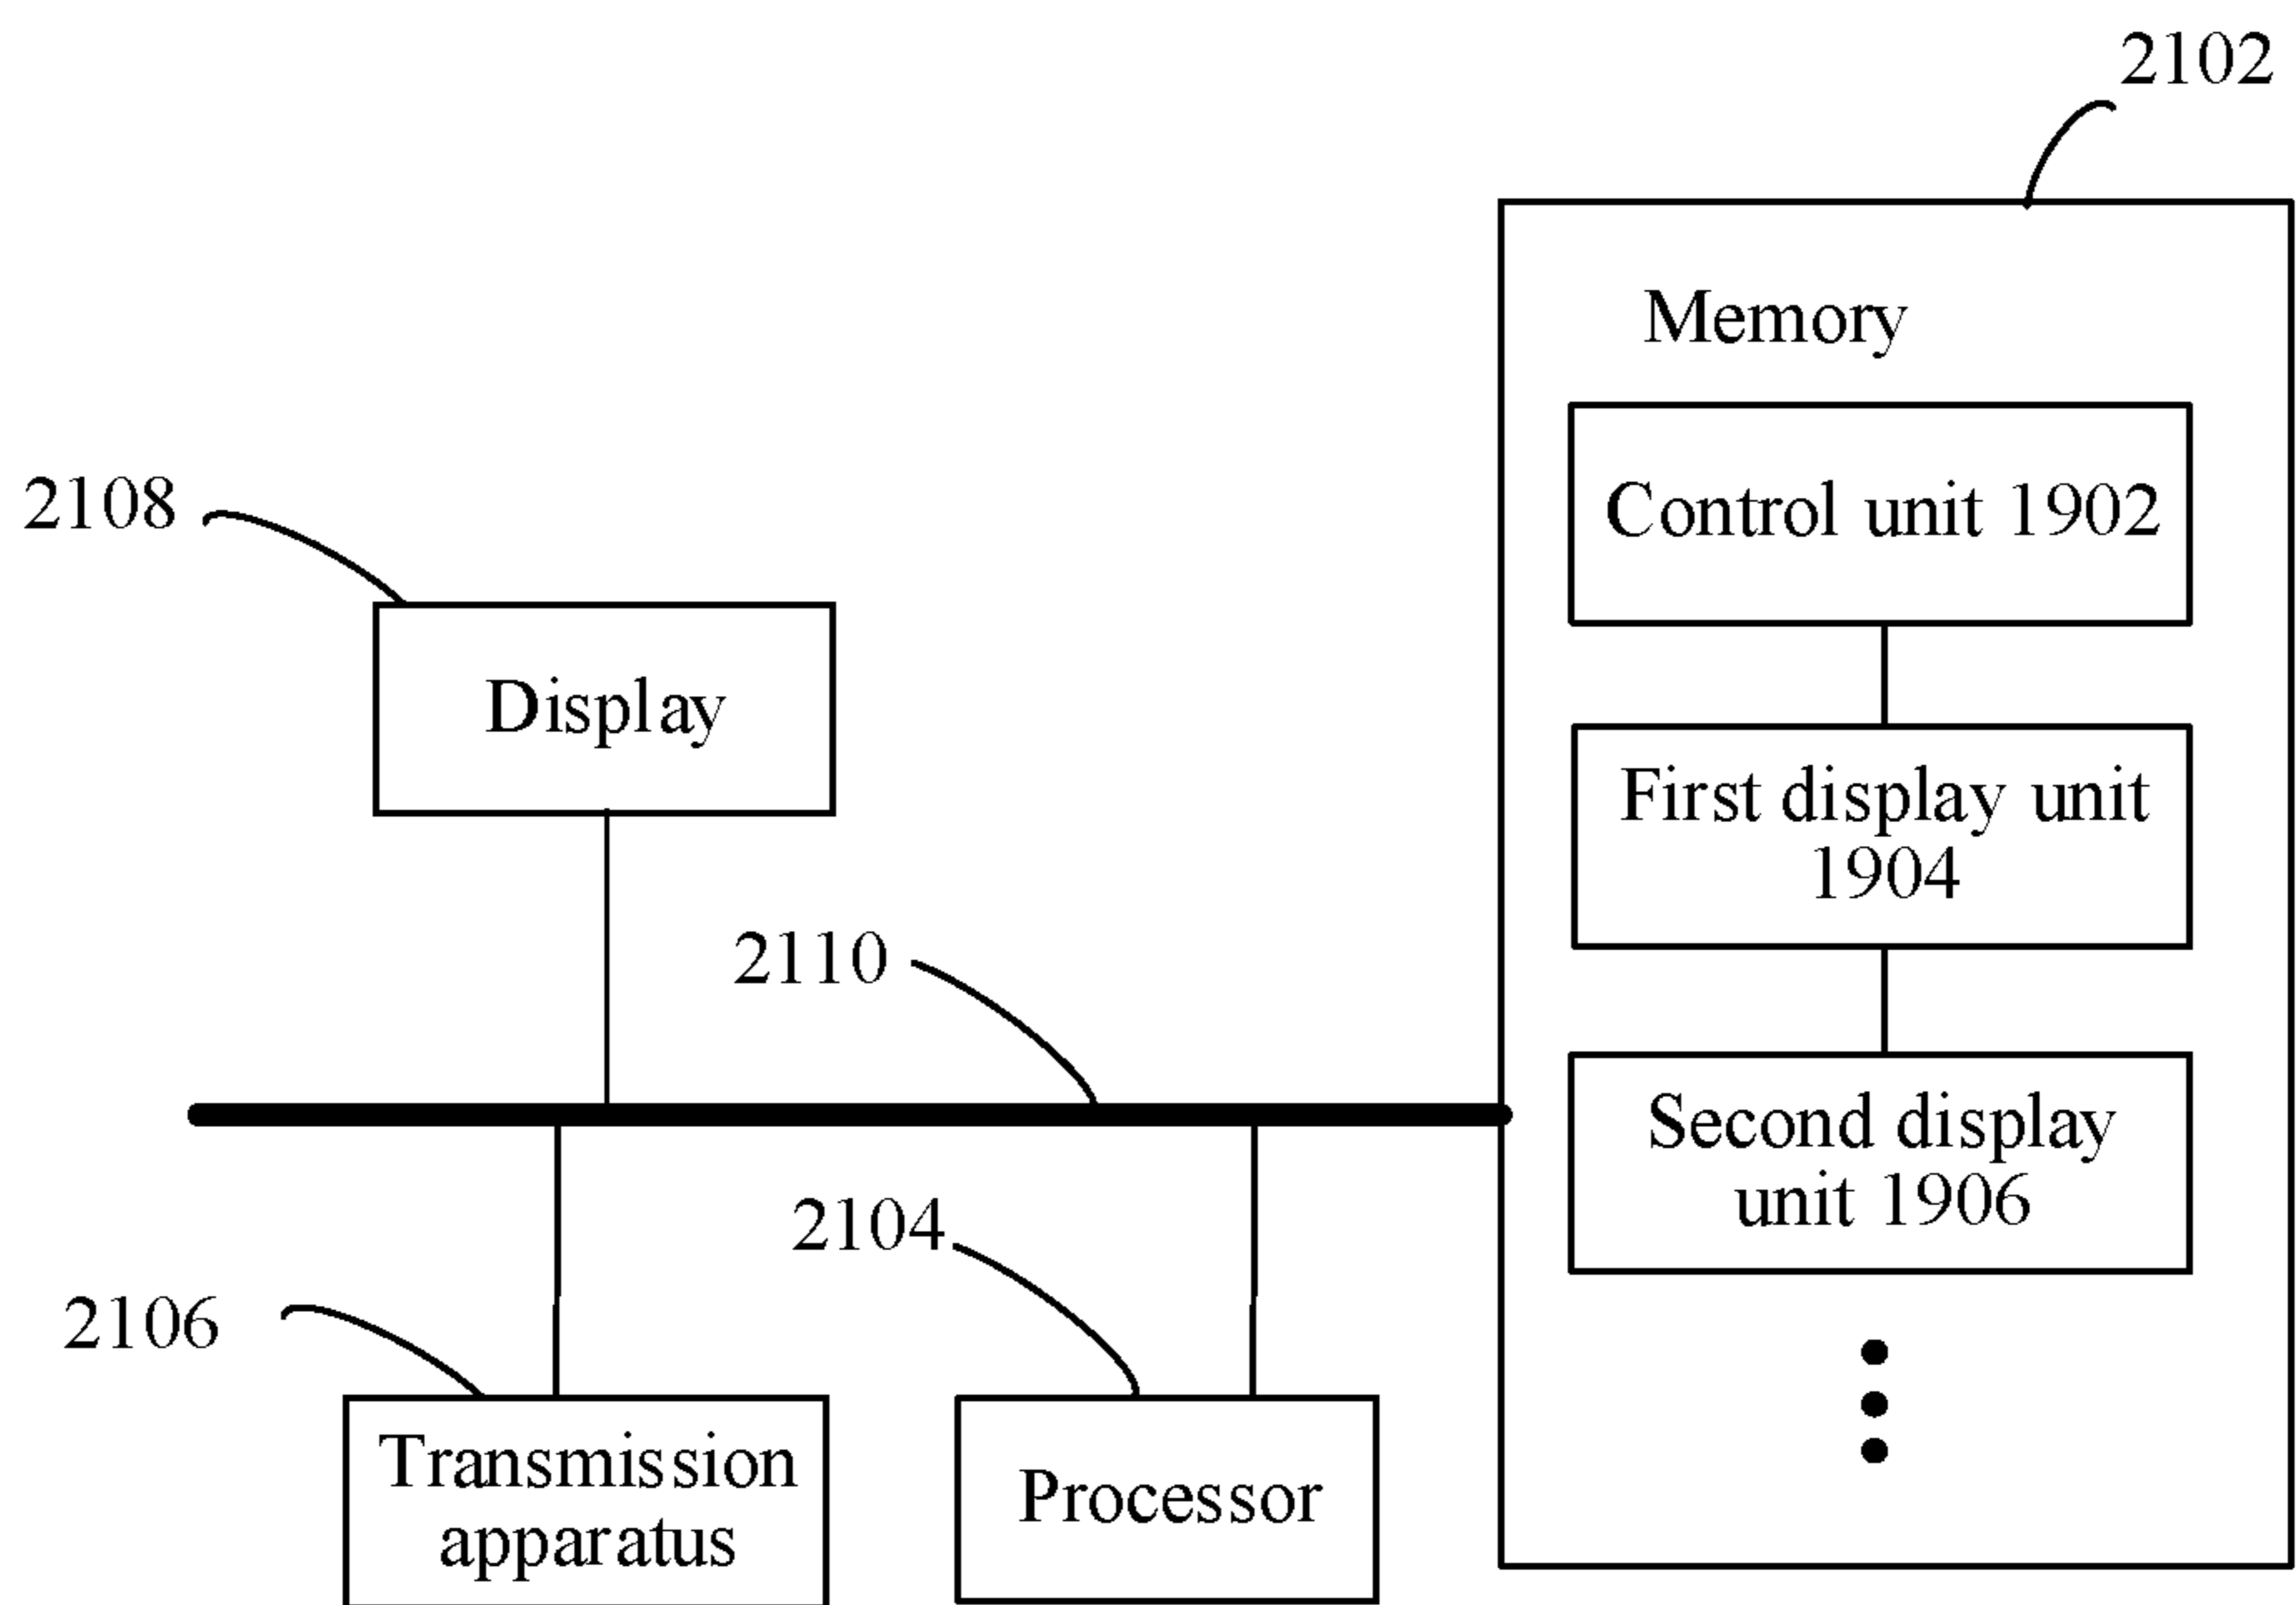 2102
Memory
Control unit 1902
2108
Display
First display unit
1904
2110
Second display
unit 1906
2104
2106
Transmission
apparatus
Processor